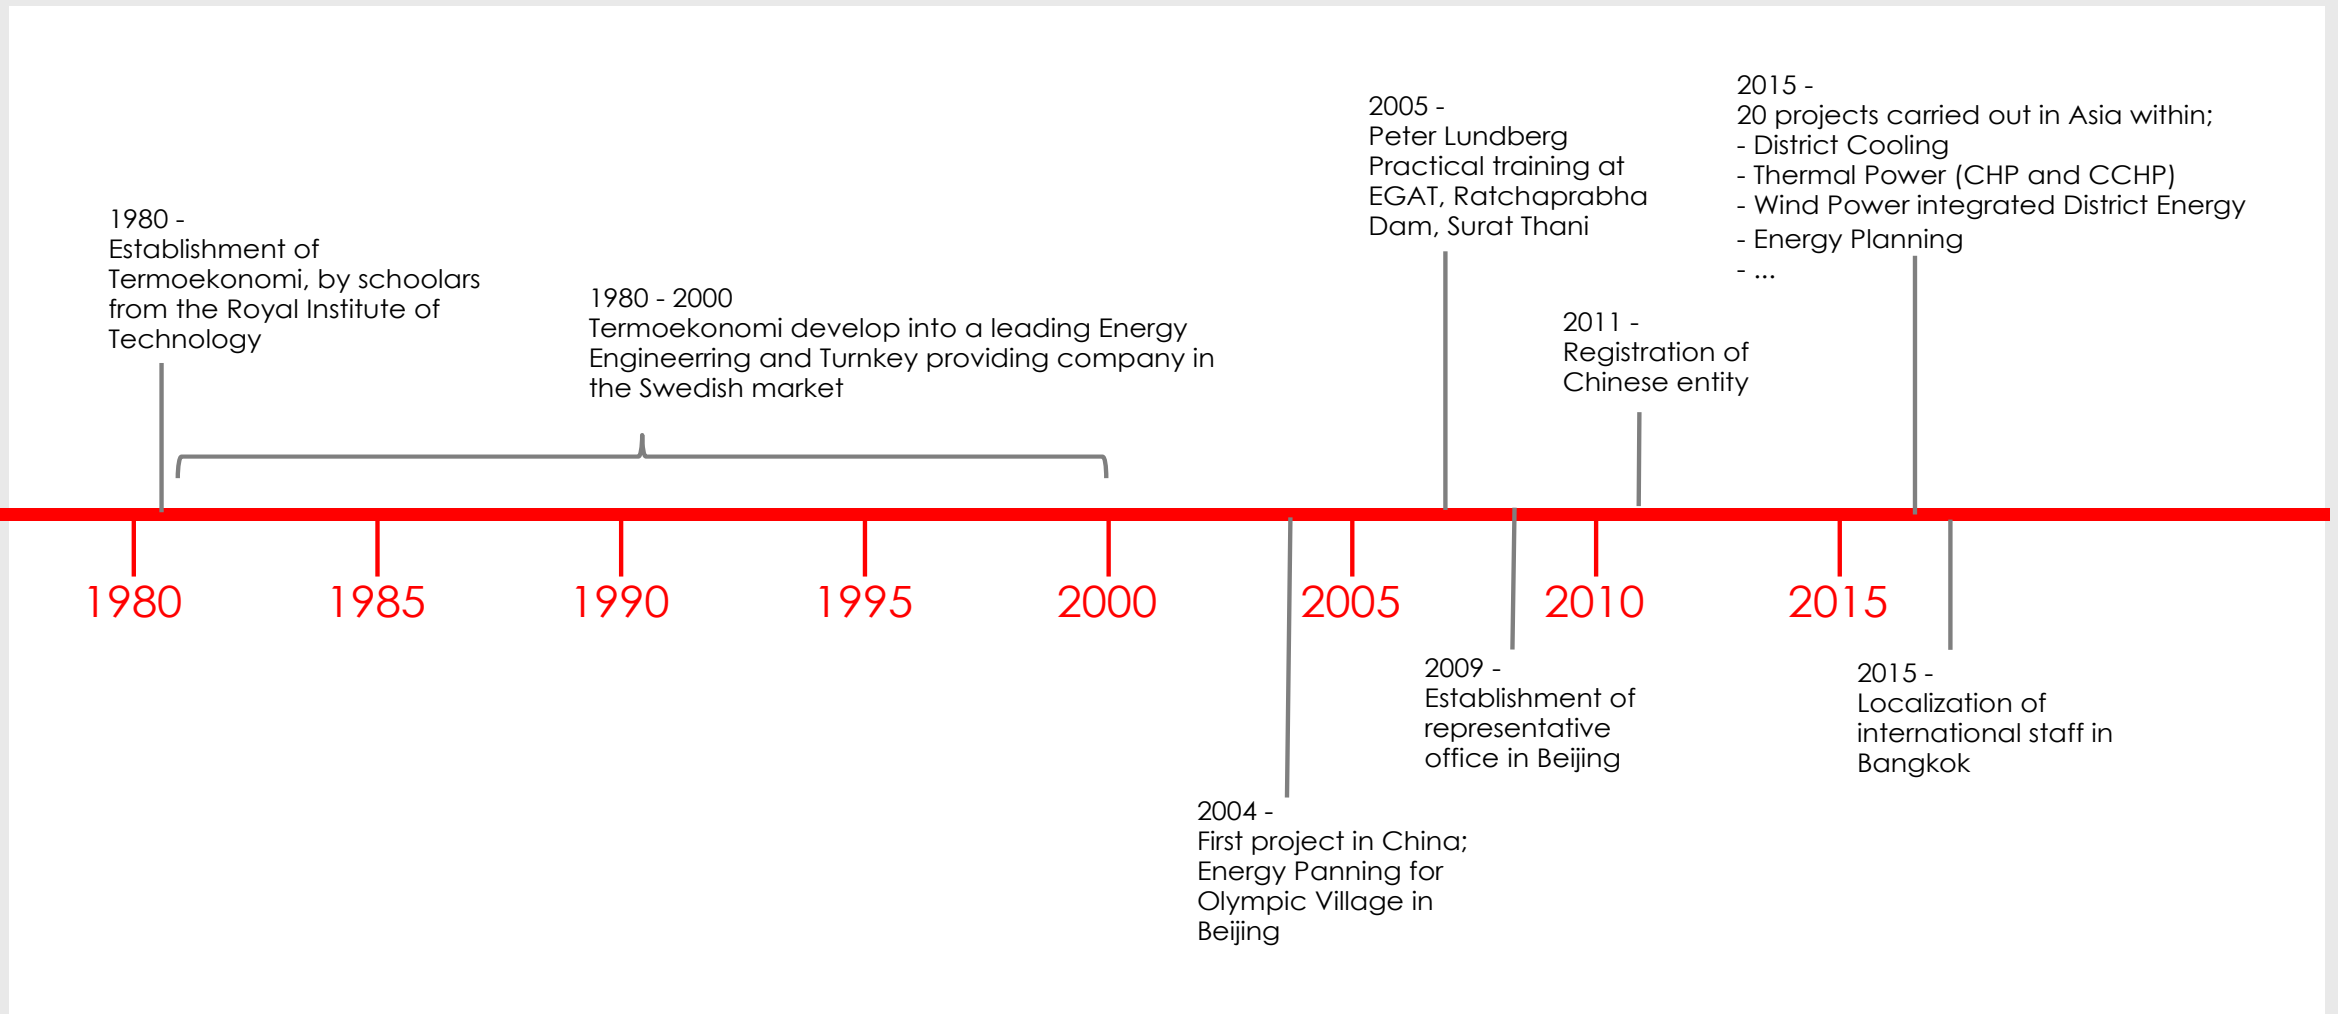 1980 -
Establishment of
Termoekonomi, by schoolars
from the Royal Institute of
Technology
1980 - 2000
Termoekonomi develop into a leading Energy
Engineerring and Turnkey providing company in
the Swedish market
2005 -
Peter Lundberg
Practical training at
EGAT, Ratchaprabha
Dam, Surat Thani
2011 -
Registration of
Chinese entity
2015 -
20 projects carried out in Asia within;
- District Cooling
- Thermal Power (CHP and CCHP)
- Wind Power integrated District Energy
- Energy Planning
- ...
1980
1985
1990
1995
2000
2005
2010
2015
2004 -
First project in China;
Energy Panning for
Olympic Village in
Beijing
2009 -
Establishment of
representative
office in Beijing
2015 -
Localization of
international staff in
Bangkok